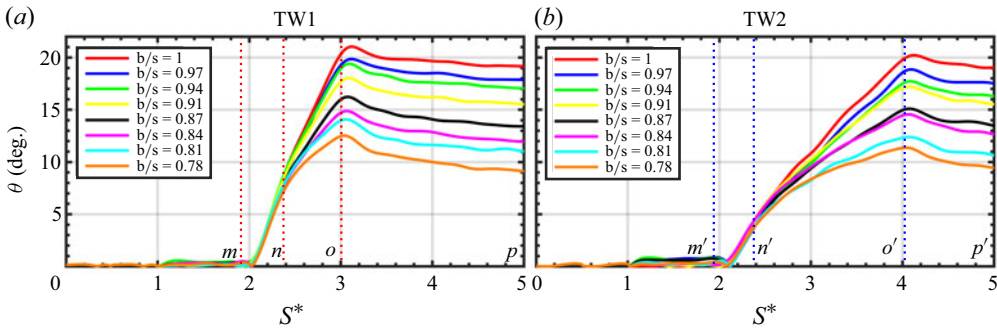 (a) TW1
(b) TW2
θ (deg.)
20
15
10
5
0
1
2
3
4
5
S*
b/s = 1
b/s = 0.97
b/s = 0.94
b/s = 0.91
b/s = 0.87
b/s = 0.84
b/s = 0.81
b/s = 0.78
m n o p
20
15
10
5
0
1
2
3
4
5
S*
b/s = 1
b/s = 0.97
b/s = 0.94
b/s = 0.91
b/s = 0.87
b/s = 0.84
b/s = 0.81
b/s = 0.78
m′ n′ o′ p′